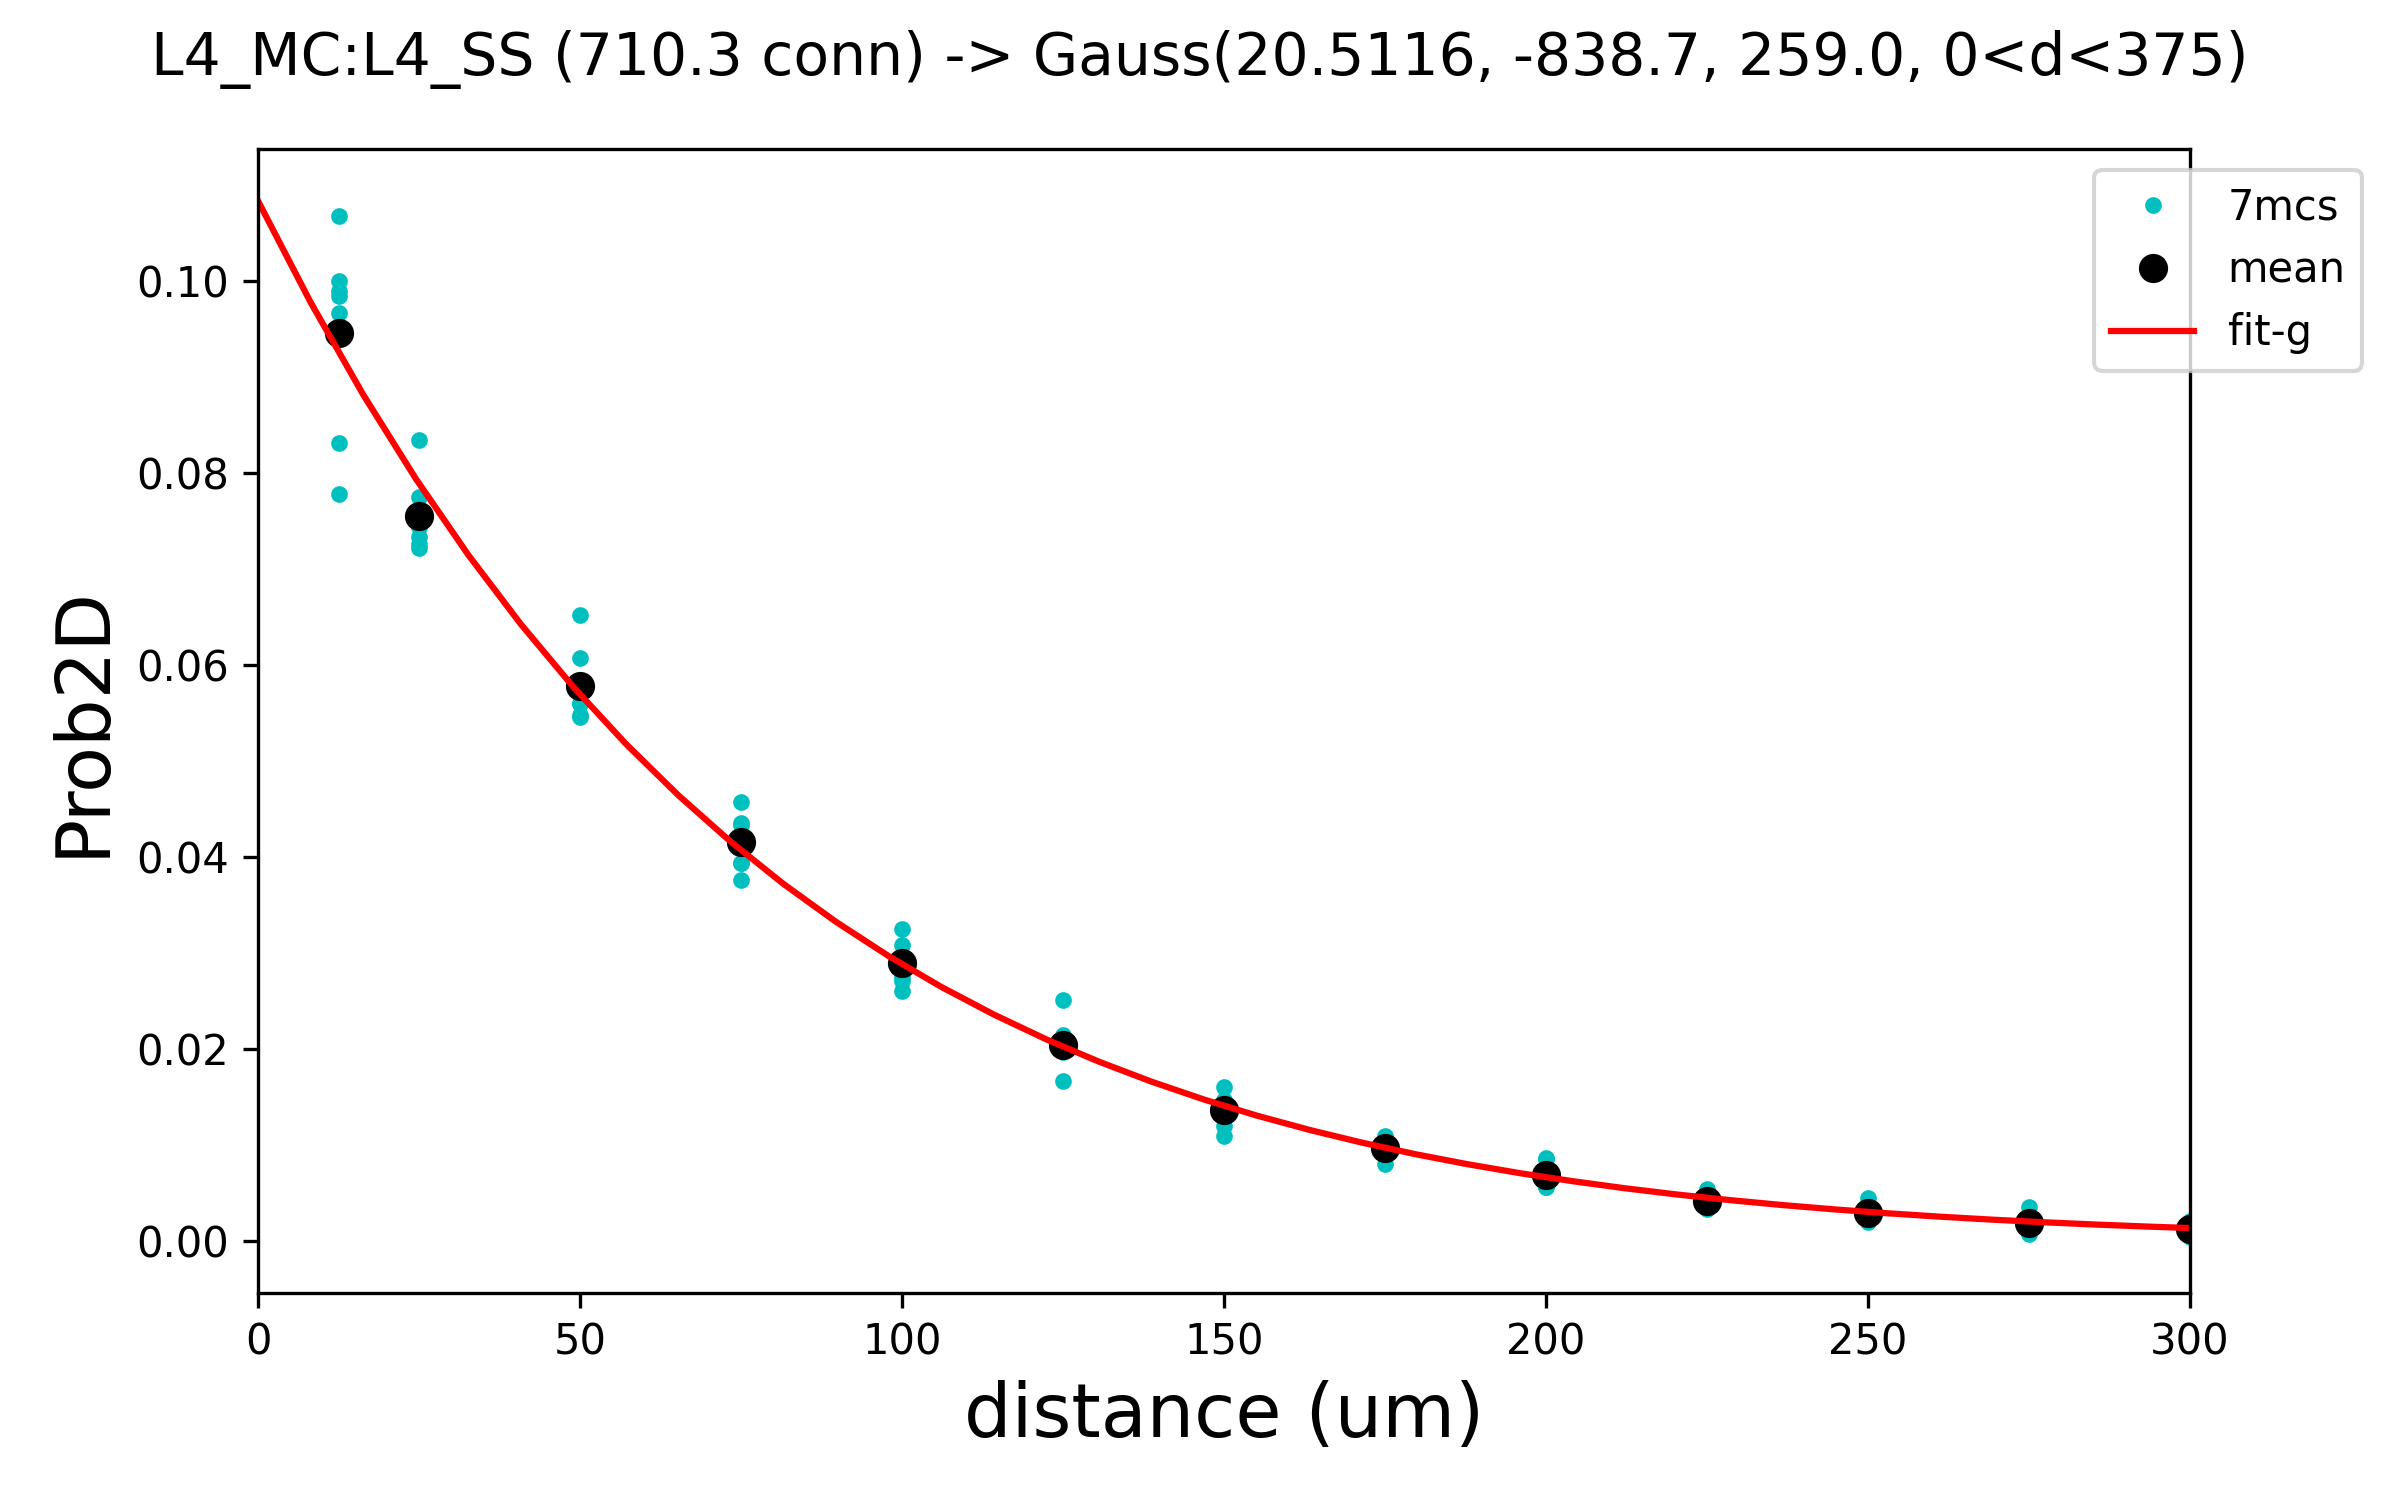 L4_MC:L4_SS (710.3 conn) -> Gauss(20.5116, -838.7, 259.0, 0<d<375)
7mcs
mean
fit-g
Prob2D
0.10
0.08
0.06
0.04
0.02
0.00
0 50 100 150 200 250 300
distance (um)